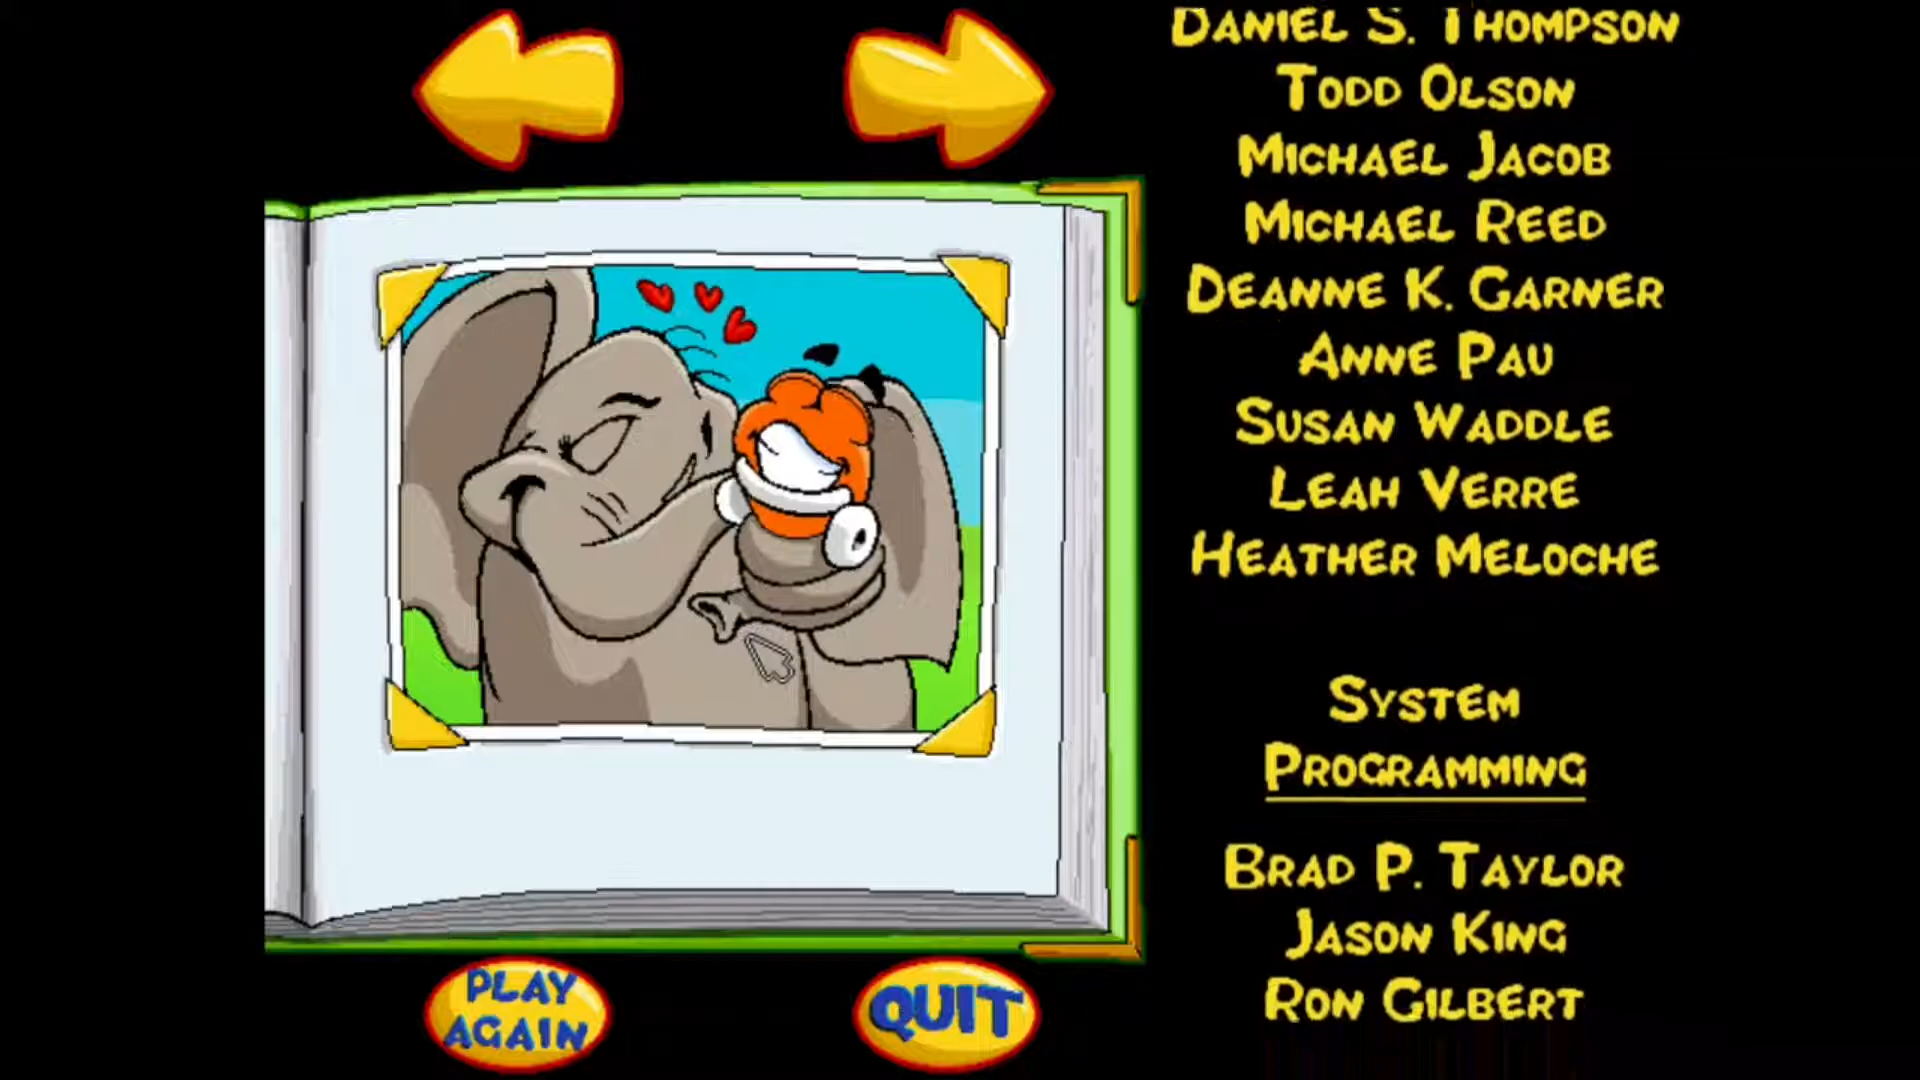 DANIEL S. THOMPSON
TODD OLSON
MICHAEL JACOB
MICHAEL REED
DEANNE K. GARNER
ANNE PAU
SUSAN WADDLE
LEAH VERRE
HEATHER MELOCHE
SYSTEM
PROGRAMMING
BRAD P. TAYLOR
JASON KING
RON GILBERT
PLAY
AGAIN
QUIT